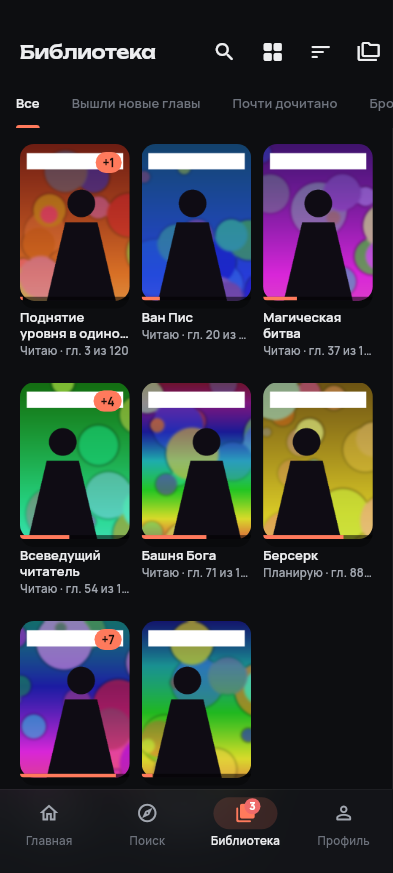 Библиотека
Все
Вышли новые главы
Почти дочитано
Бро
+1
Поднятие
уровня в одино…
Читаю · гл. 3 из 120
Ван Пис
Читаю · гл. 20 из …
Магическая
битва
Читаю · гл. 37 из 1…
+4
Всеведущий
читатель
Читаю · гл. 54 из 1…
Башня Бога
Читаю · гл. 71 из 1…
Берсерк
Планирую · гл. 88…
+7
3
Главная
Поиск
Библиотека
Профиль